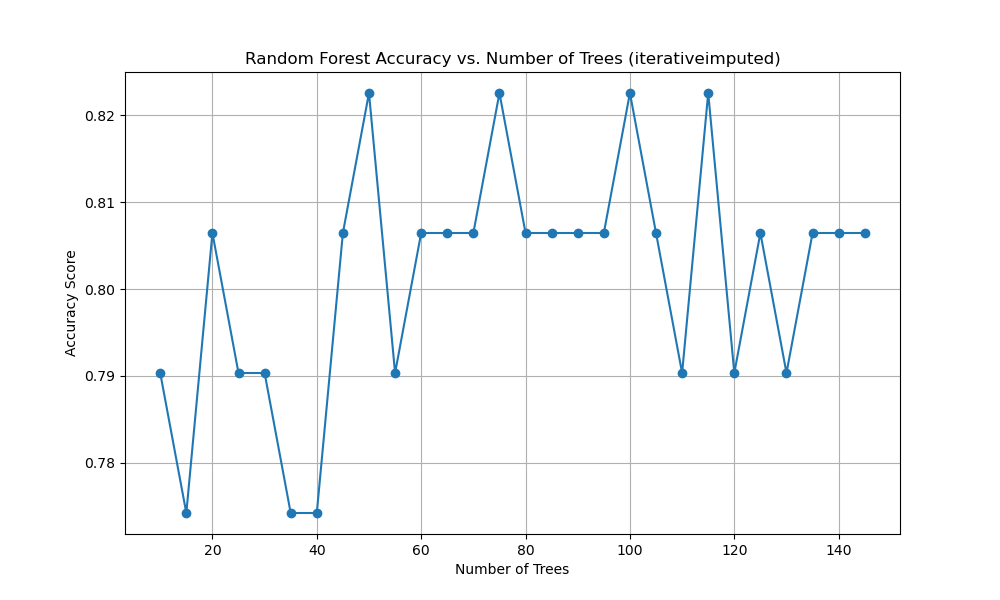 Random Forest Accuracy vs. Number of Trees (iterativeimputed)
0.82
0.81
0.80
0.79
0.78
Accuracy Score
20 40 60 80 100 120 140
Number of Trees